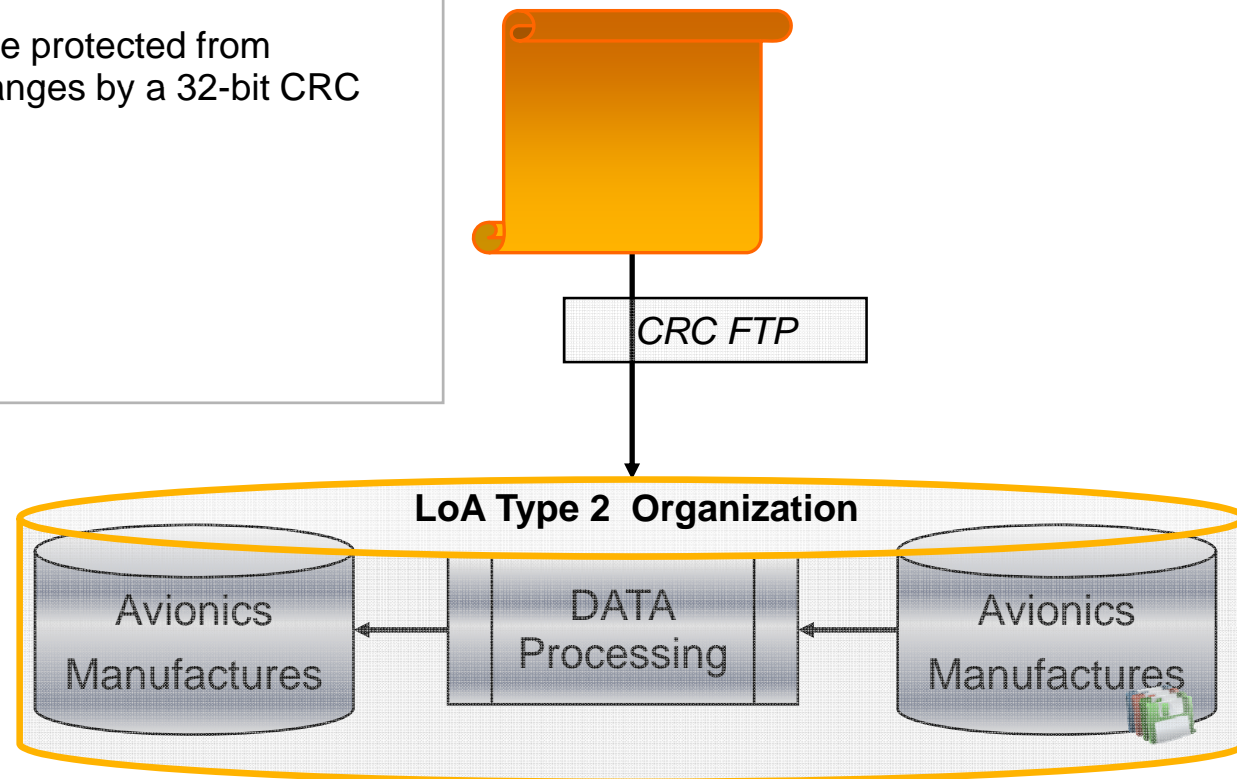 e protected from
anges by a 32-bit CRC
CRC FTP
LoA Type 2 Organization
Avionics
Manufactures
DATA
Processing
Avionics
Manufactures